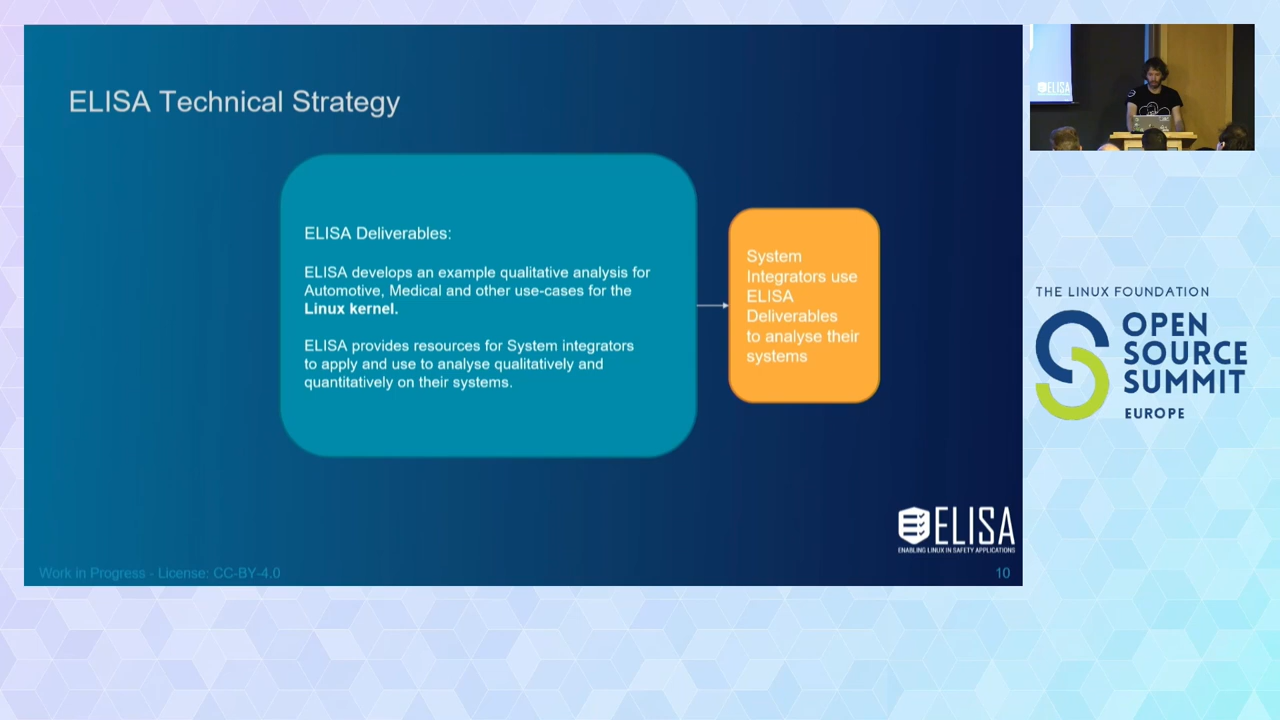 ELISA Technical Strategy
ELISA Deliverables:
ELISA develops an example qualitative analysis for
Automotive, Medical and other use-cases for the
Linux kernel.
ELISA provides resources for System integrators
to apply and use to analyse qualitatively and
quantitatively on their systems.
System
Integrators use
ELISA
Deliverables
to analyse their
systems
ELISA
ENABLING LINUX IN SAFETY APPLICATIONS
Work in Progress - License: CC-BY-4.0
10
ELISA
THE LINUX FOUNDATION
OPEN
SOURCE
SUMMIT
EUROPE